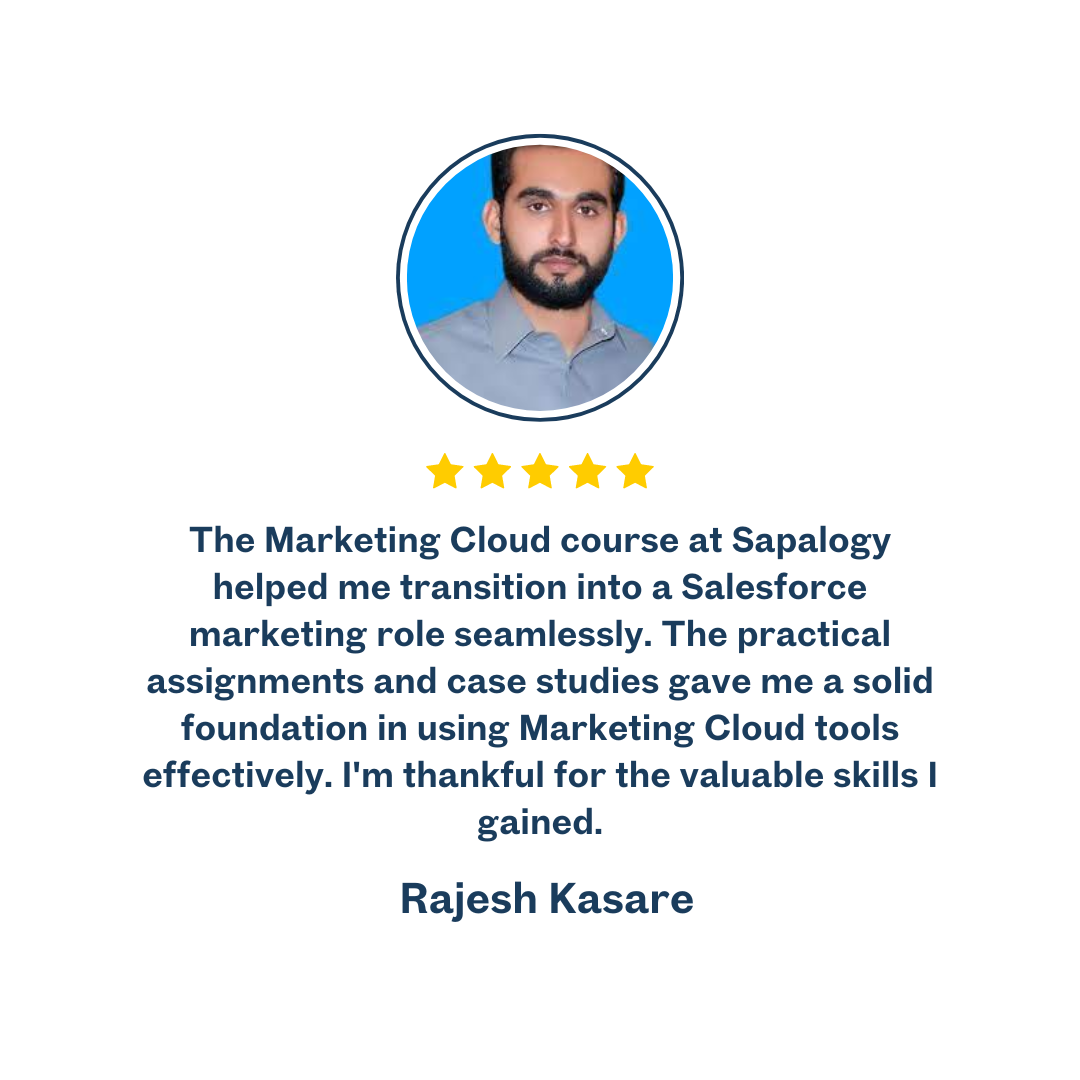 The Marketing Cloud course at Sapalogy
helped me transition into a Salesforce
marketing role seamlessly. The practical
assignments and case studies gave me a solid
foundation in using Marketing Cloud tools
effectively. I'm thankful for the valuable skills I
gained.
Rajesh Kasare